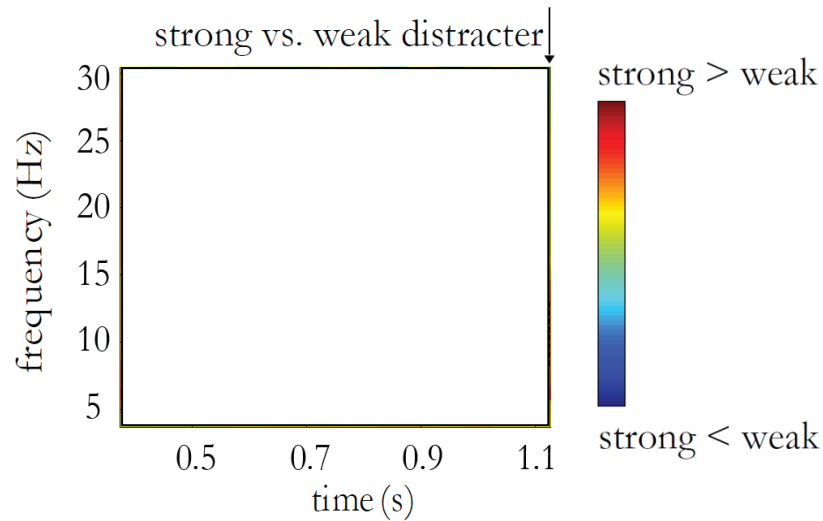 strong vs. weak distracter
strong > weak
30
25
20
15
10
5
frequency (Hz)
0.5 0.7 0.9 1.1
time (s)
strong < weak